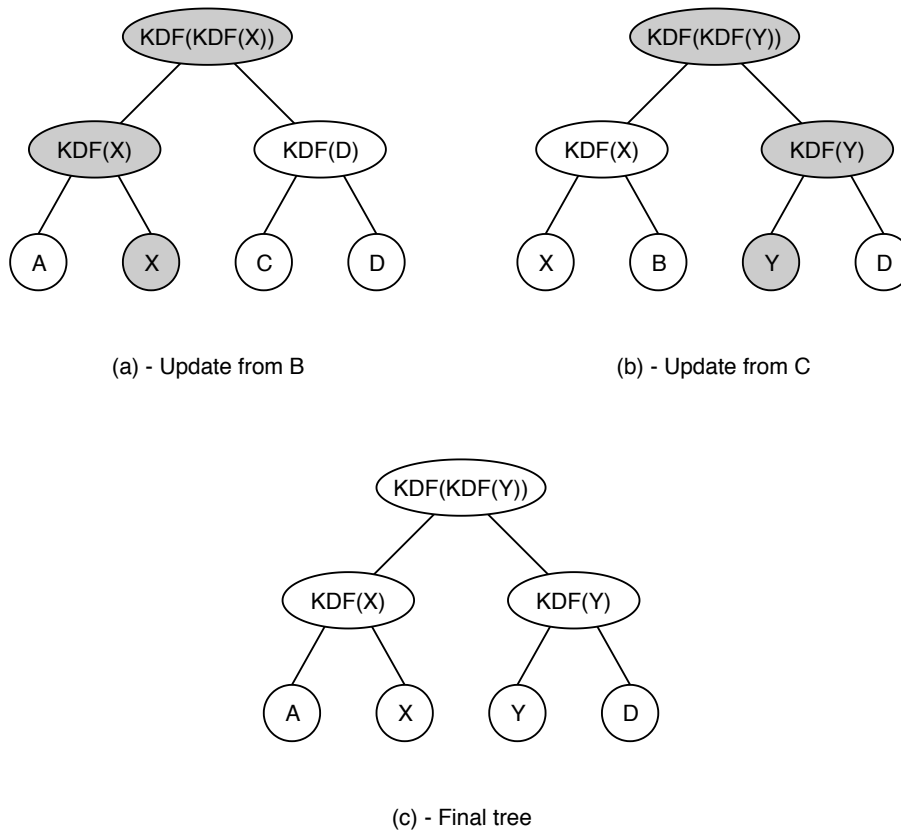 KDF(KDF(X))
KDF(X)
KDF(D)
A
X
C
D
(a) - Update from B
KDF(KDF(Y))
KDF(X)
KDF(Y)
X
B
Y
D
(b) - Update from C
KDF(KDF(Y))
KDF(X)
KDF(Y)
A
X
Y
D
(c) - Final tree